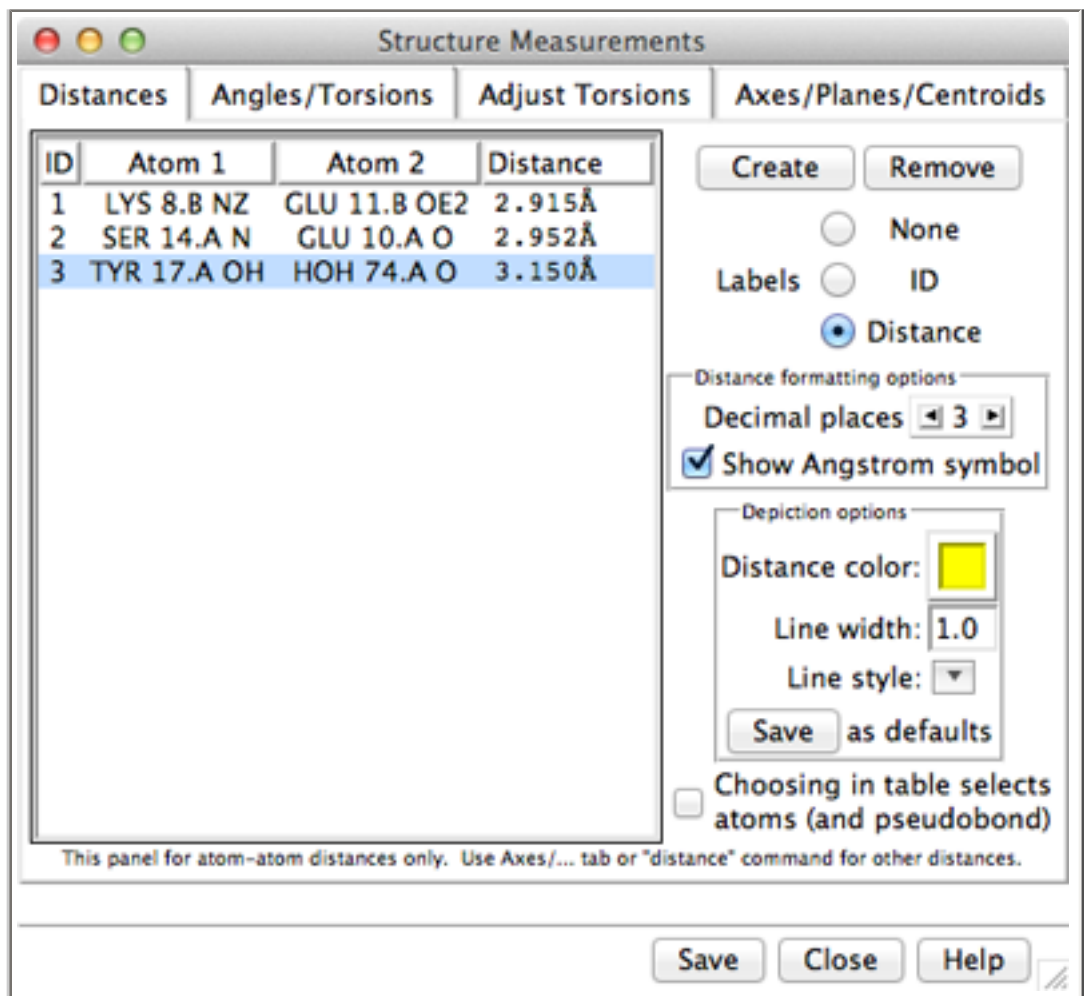 Structure Measurements
Distances Angles/Torsions Adjust Torsions Axes/Planes/Centroids
ID Atom 1 Atom 2 Distance
1 LYS 8.B NZ GLU 11.B OE2 2.915Å
2 SER 14.A N GLU 10.A O 2.952Å
3 TYR 17.A OH HOH 74.A O 3.150Å
Create Remove
None
Labels ID
Distance
Distance formatting options
Decimal places 3
Show Angstrom symbol
Depiction options
Distance color:
Line width: 1.0
Line style:
Save as defaults
Choosing in table selects
atoms (and pseudobond)
This panel for atom-atom distances only. Use Axes/... tab or "distance" command for other distances.
Save Close Help